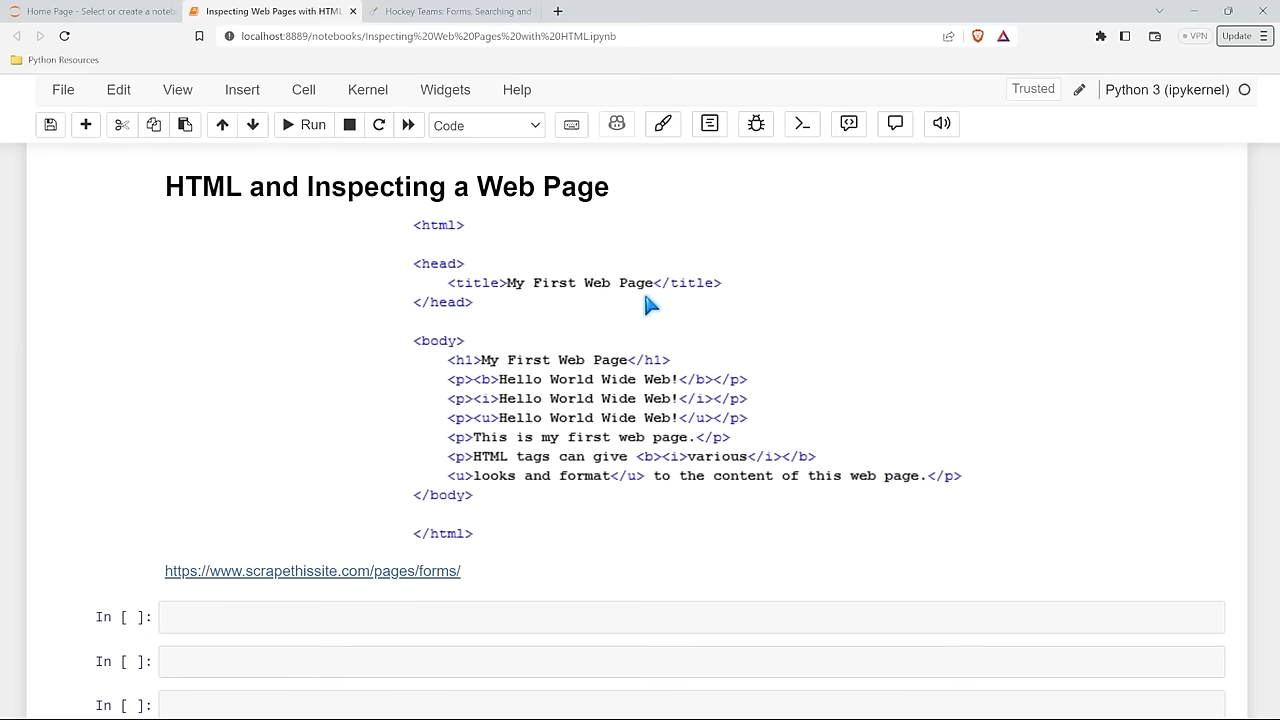 Home Page - Select or create a noteb
Inspecting Web Pages with HTML
Hockey Teams: Forms, Searching and
localhost:8889/notebooks/Inspecting%20Web%20Pages%20with%20HTML.ipynb
VPN
Update
Python Resources
File Edit View Insert Cell Kernel Widgets Help
Trusted
Python 3 (ipykernel)
Run
Code
HTML and Inspecting a Web Page
<html>
<head>
<title>My First Web Page</title>
</head>
<body>
<h1>My First Web Page</h1>
<p><b>Hello World Wide Web!</b></p>
<p><i>Hello World Wide Web!</i></p>
<p><u>Hello World Wide Web!</u></p>
<p>This is my first web page.</p>
<p>HTML tags can give <b><i>various</i></b>
<u>looks and format</u> to the content of this web page.</p>
</body>
</html>
https://www.scrapethissite.com/pages/forms/
In [ ]:
In [ ]:
In [ ]: